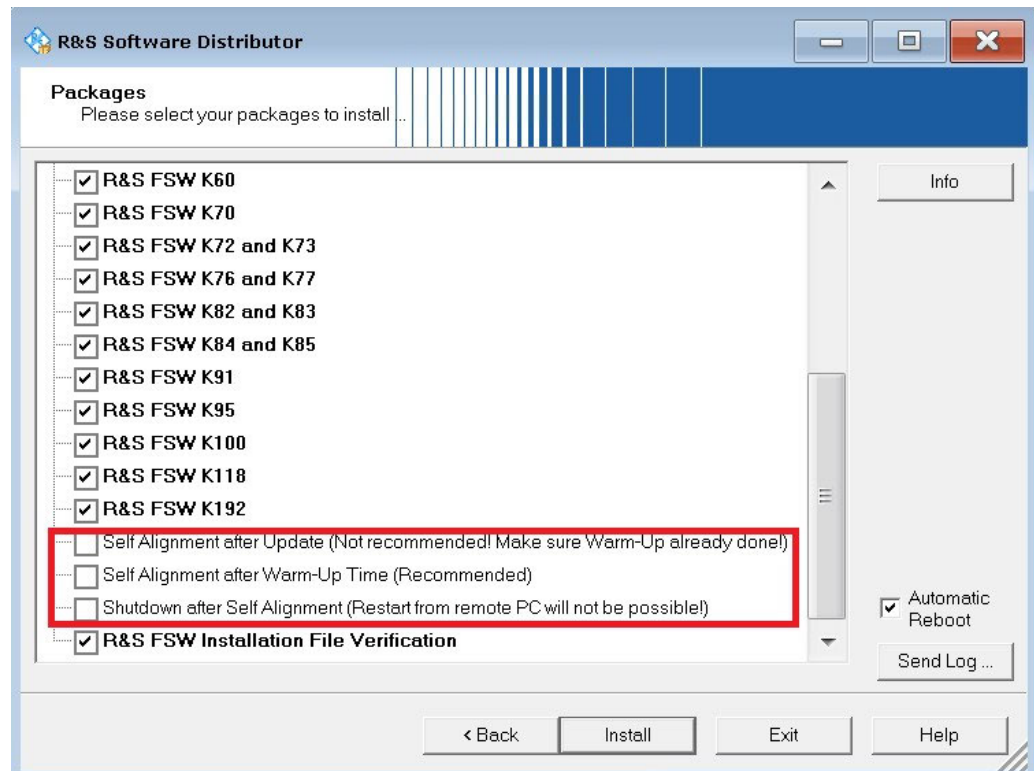 R&S Software Distributor
Packages
Please select your packages to install ...
R&S FSW K60
Info
R&S FSW K70
R&S FSW K72 and K73
R&S FSW K76 and K77
R&S FSW K82 and K83
R&S FSW K84 and K85
R&S FSW K91
R&S FSW K95
R&S FSW K100
R&S FSW K118
R&S FSW K192
Self Alignment after Update (Not recommended! Make sure Warm-Up already done!)
Self Alignment after Warm-Up Time (Recommended)
Shutdown after Self Alignment (Restart from remote PC will not be possible!)
R&S FSW Installation File Verification
Automatic
Reboot
Send Log ...
< Back
Install
Exit
Help